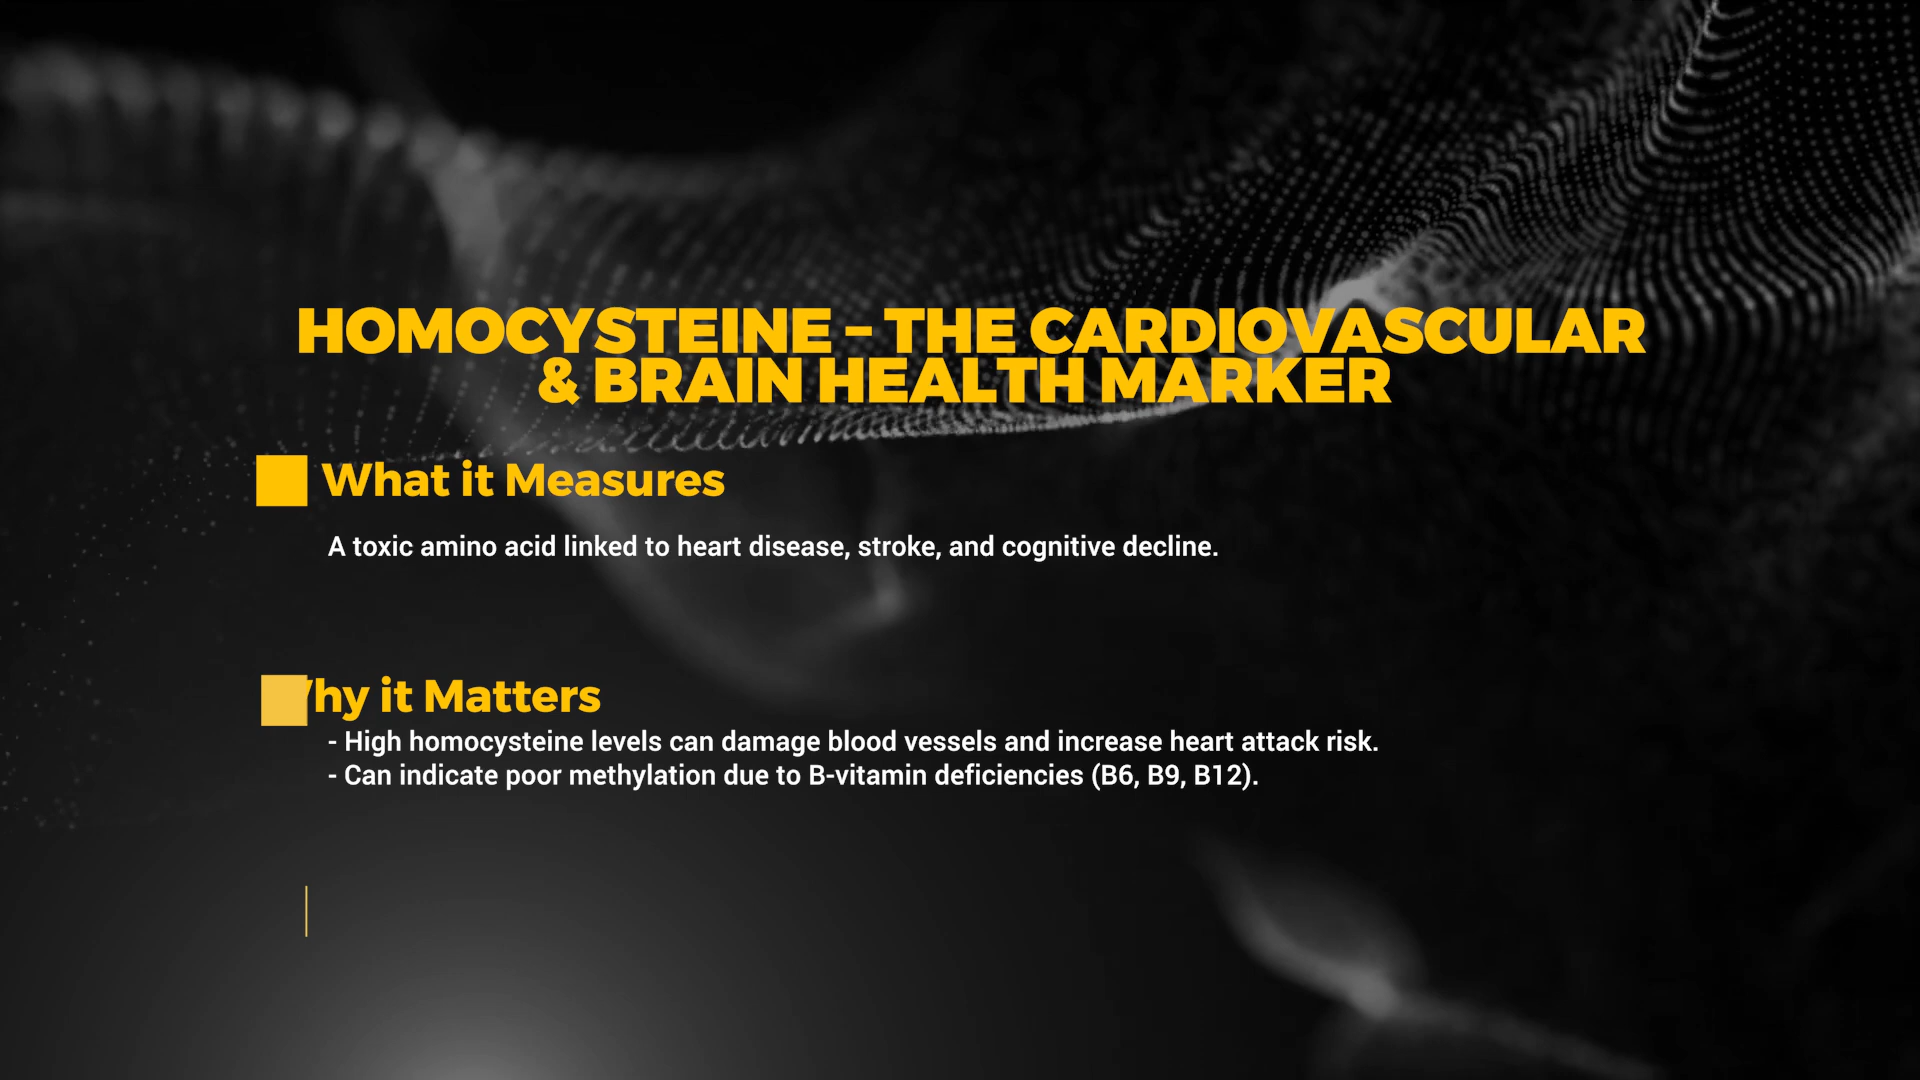 HOMOCYSTEINE – THE CARDIOVASCULAR
& BRAIN HEALTH MARKER
What it Measures
A toxic amino acid linked to heart disease, stroke, and cognitive decline.
hy it Matters
- High homocysteine levels can damage blood vessels and increase heart attack risk.
- Can indicate poor methylation due to B-vitamin deficiencies (B6, B9, B12).